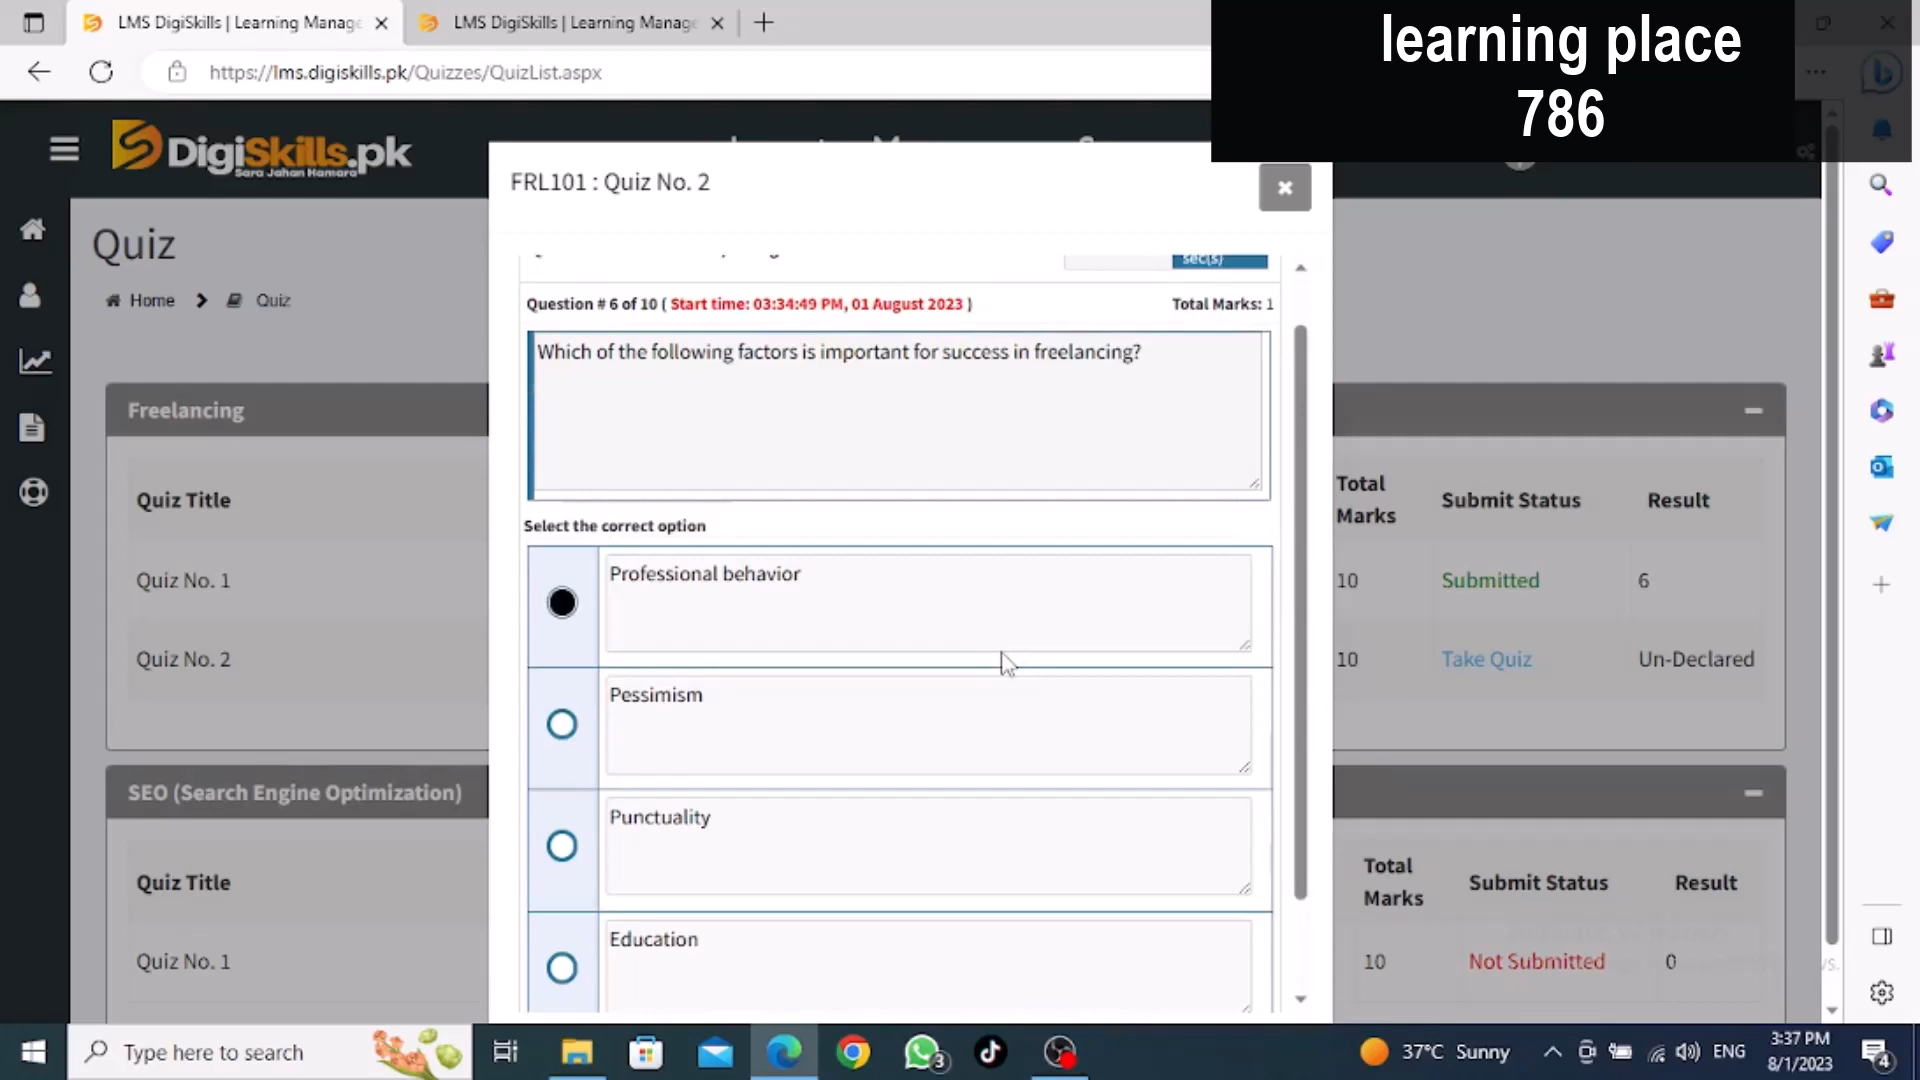 LMS DigiSkills | Learning Manage
LMS DigiSkills | Learning Manage
learning place
786
https://lms.digiskills.pk/Quizzes/QuizList.aspx
DigiSkills.pk
Sara Jahan Hamara
FRL101 : Quiz No. 2
Quiz
Home
Quiz
sec(s)
Question # 6 of 10 ( Start time: 03:34:49 PM, 01 August 2023 )
Total Marks: 1
Which of the following factors is important for success in freelancing?
Select the correct option
Professional behavior
Pessimism
Punctuality
Education
Freelancing
Quiz Title
Total Marks
Submit Status
Result
Quiz No. 1
10
Submitted
6
Quiz No. 2
10
Take Quiz
Un-Declared
SEO (Search Engine Optimization)
Quiz Title
Total Marks
Submit Status
Result
Quiz No. 1
10
Not Submitted
0
Type here to search
3
37°C Sunny
ENG
3:37 PM
8/1/2023
4